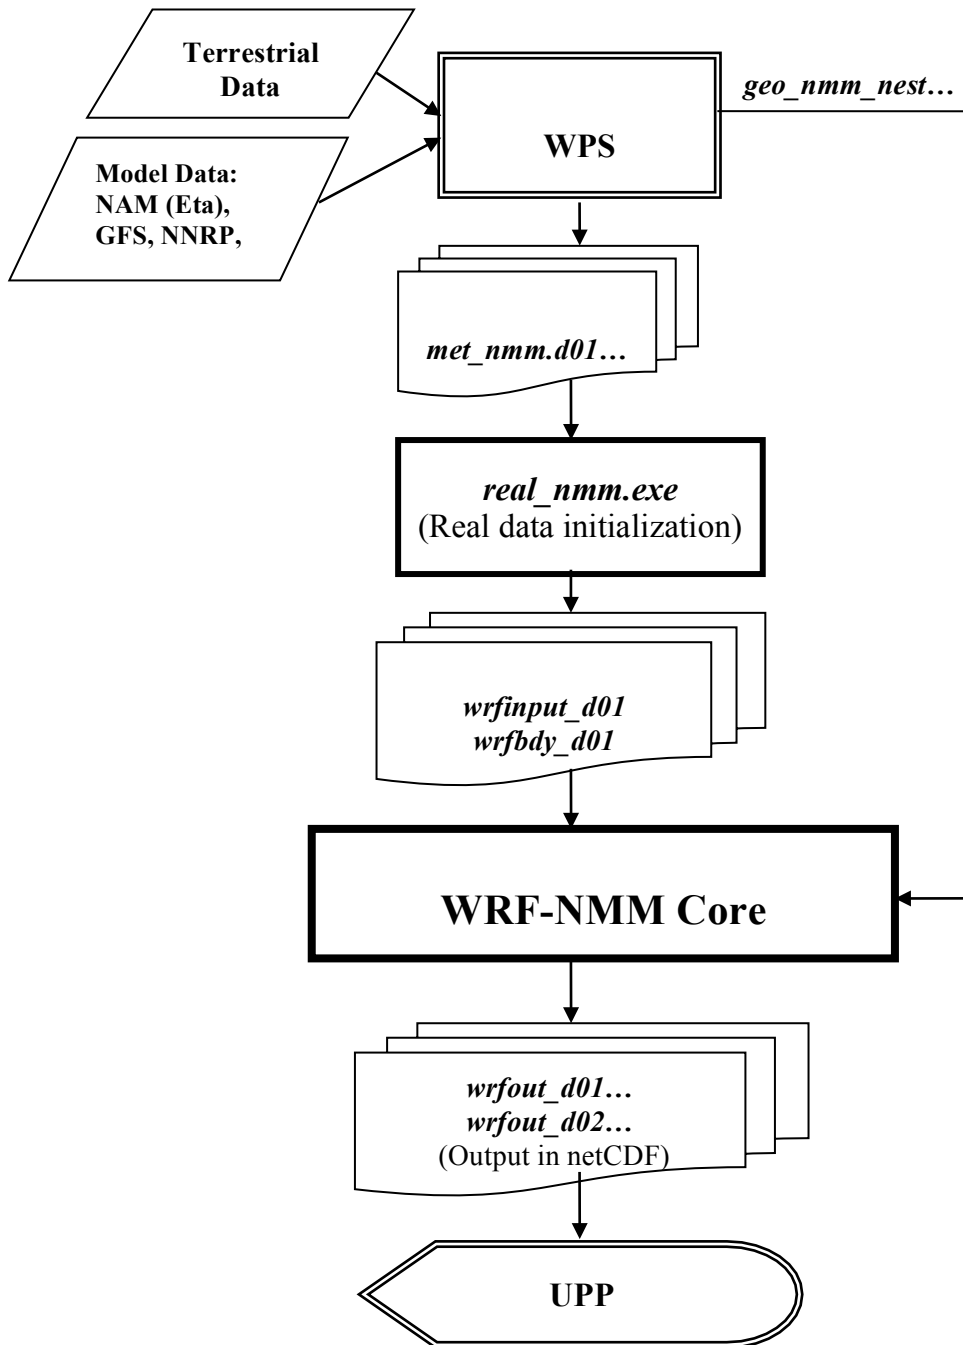 Terrestrial
Data
Model Data:
NAM (Eta),
GFS, NNRP,
WPS
geo_nmm_nest…
met_nmm.d01…
real_nmm.exe
(Real data initialization)
wrfinput_d01
wrfbdy_d01
WRF-NMM Core
wrfout_d01…
wrfout_d02…
(Output in netCDF)
UPP